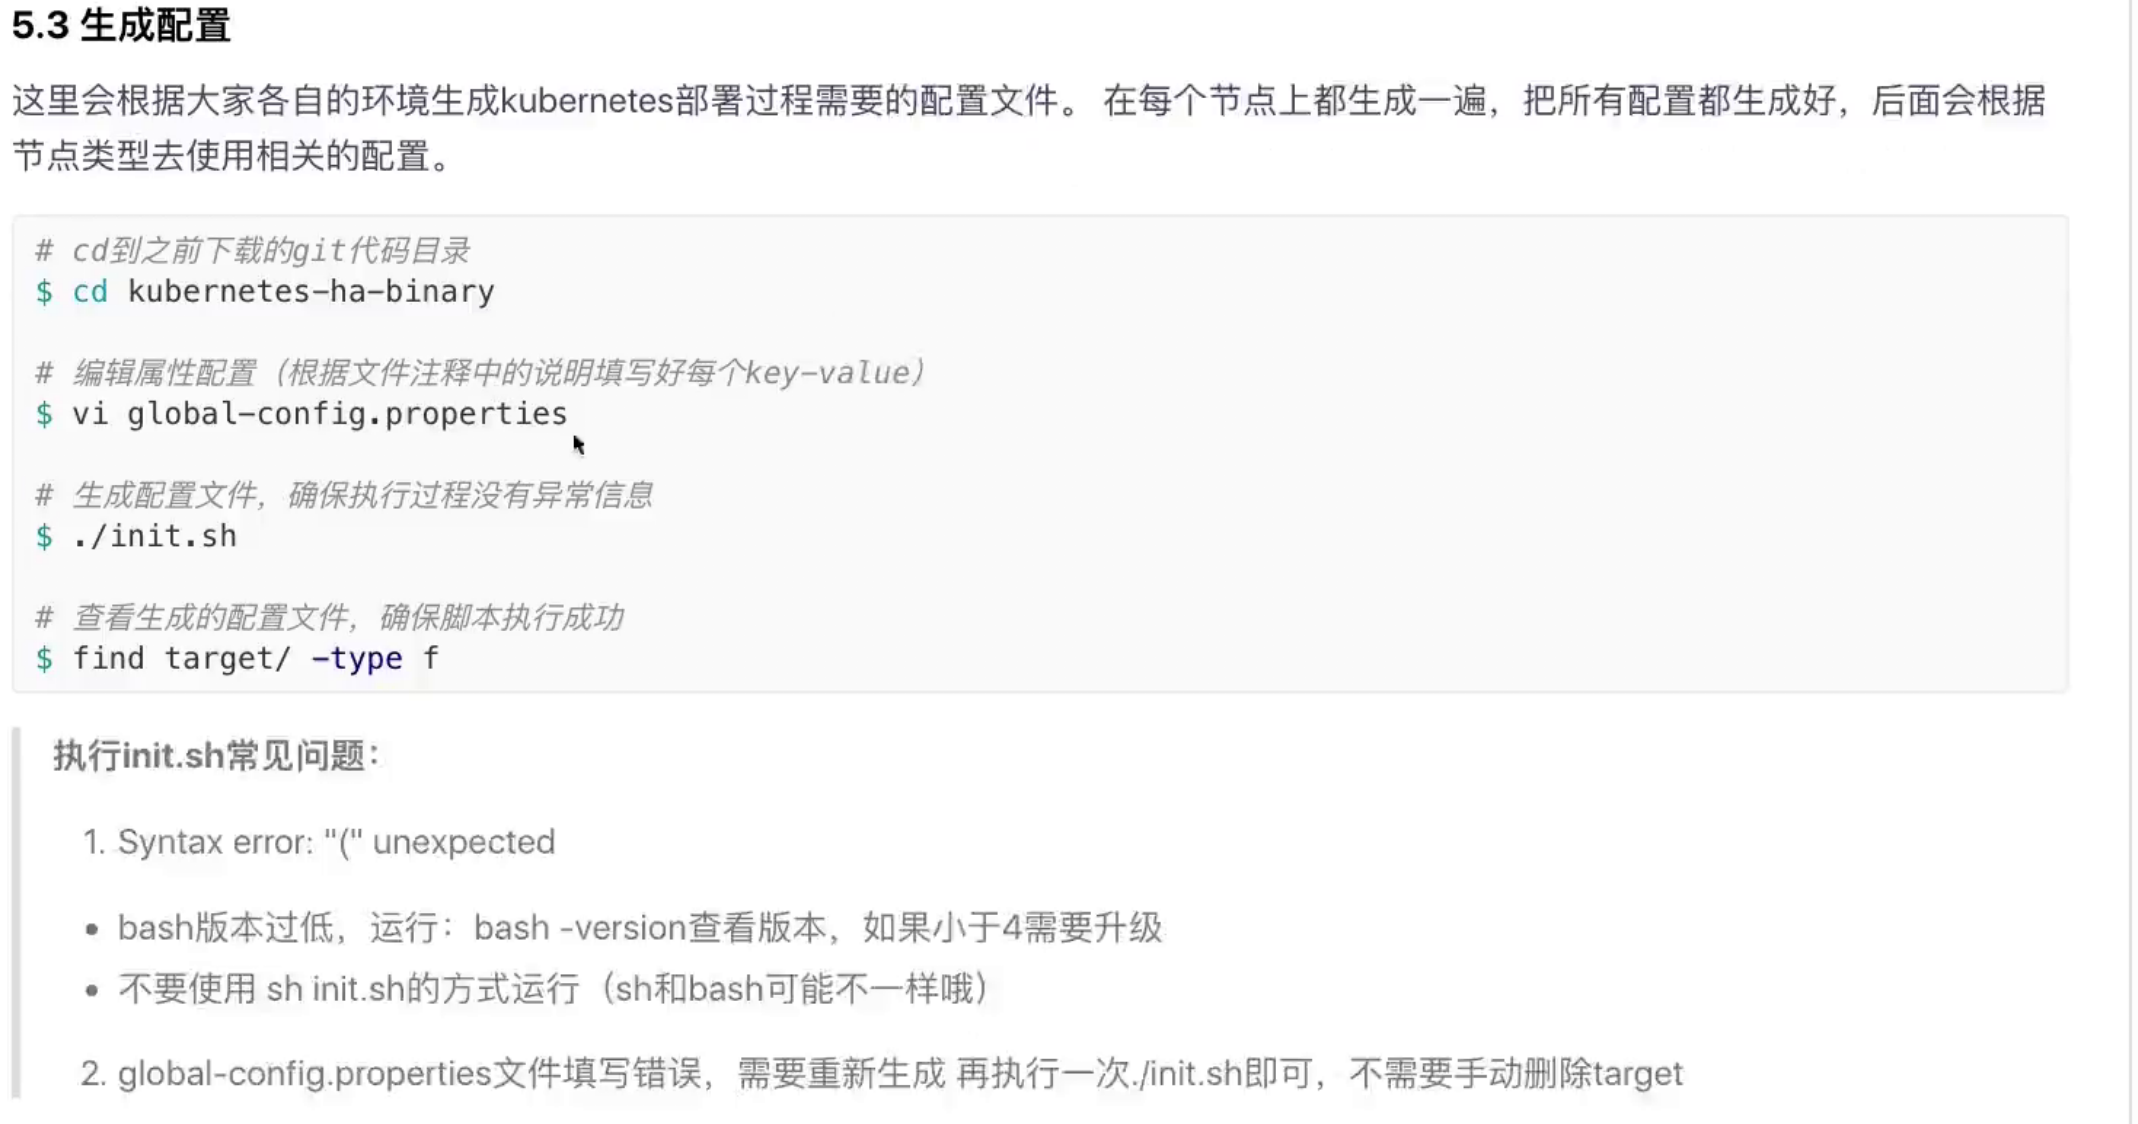 5.3 生成配置
这里会根据大家各自的环境生成kubernetes部署过程需要的配置文件。 在每个节点上都生成一遍，把所有配置都生成好，后面会根据
节点类型去使用相关的配置。
# cd到之前下载的git代码目录
$ cd kubernetes-ha-binary
# 编辑属性配置（根据文件注释中的说明填写好每个key-value）
$ vi global-config.properties
# 生成配置文件，确保执行过程没有异常信息
$ ./init.sh
# 查看生成的配置文件，确保脚本执行成功
$ find target/ -type f
执行init.sh常见问题：
1. Syntax error: "(" unexpected
• bash版本过低，运行：bash -version查看版本，如果小于4需要升级
• 不要使用 sh init.sh的方式运行（sh和bash可能不一样哦）
2. global-config.properties文件填写错误，需要重新生成 再执行一次./init.sh即可，不需要手动删除target